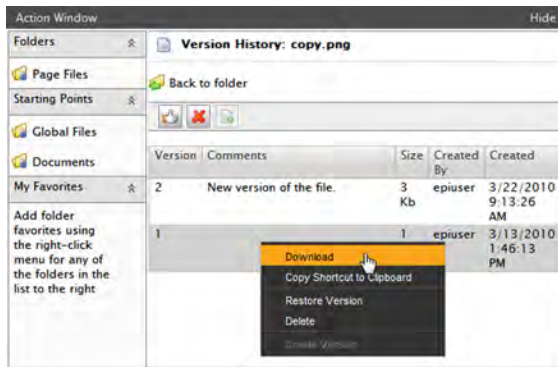 Action Window
Hide
Folders
Page Files
Starting Points
Global Files
Documents
My Favorites
Add folder
favorites using
the right-click
menu for any of
the folders in the
list to the right
Version History: copy.png
Back to folder
Version Comments Size Created By Created
2 New version of the file. 3 Kb epiuser 3/22/2010 9:13:26 AM
1 1 epiuser 3/13/2010 1:46:13 PM
Download
Copy Shortcut to Clipboard
Restore Version
Delete
Create Version